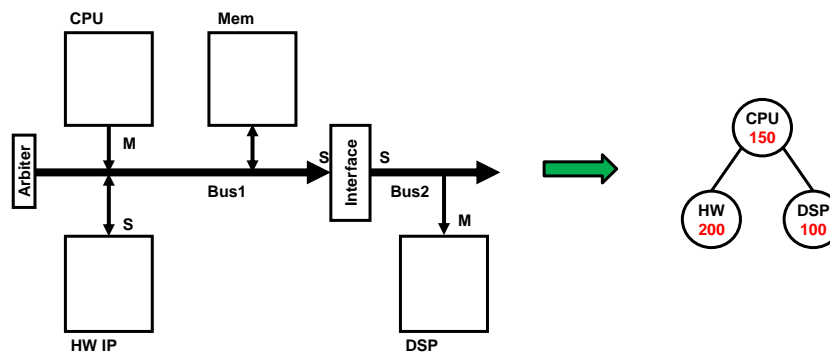 CPU
Mem
M
Arbiter
S
Interface
S
Bus1
Bus2
S
M
HW IP
DSP
CPU
150
HW
200
DSP
100